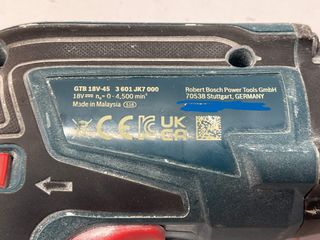 GTB 18V-45 3 601 JK7 000
18V⎓ n₀= 0 - 4,500 min⁻¹
Made in Malaysia
Robert Bosch Power Tools GmbH
70538 Stuttgart, GERMANY
CE UK CA